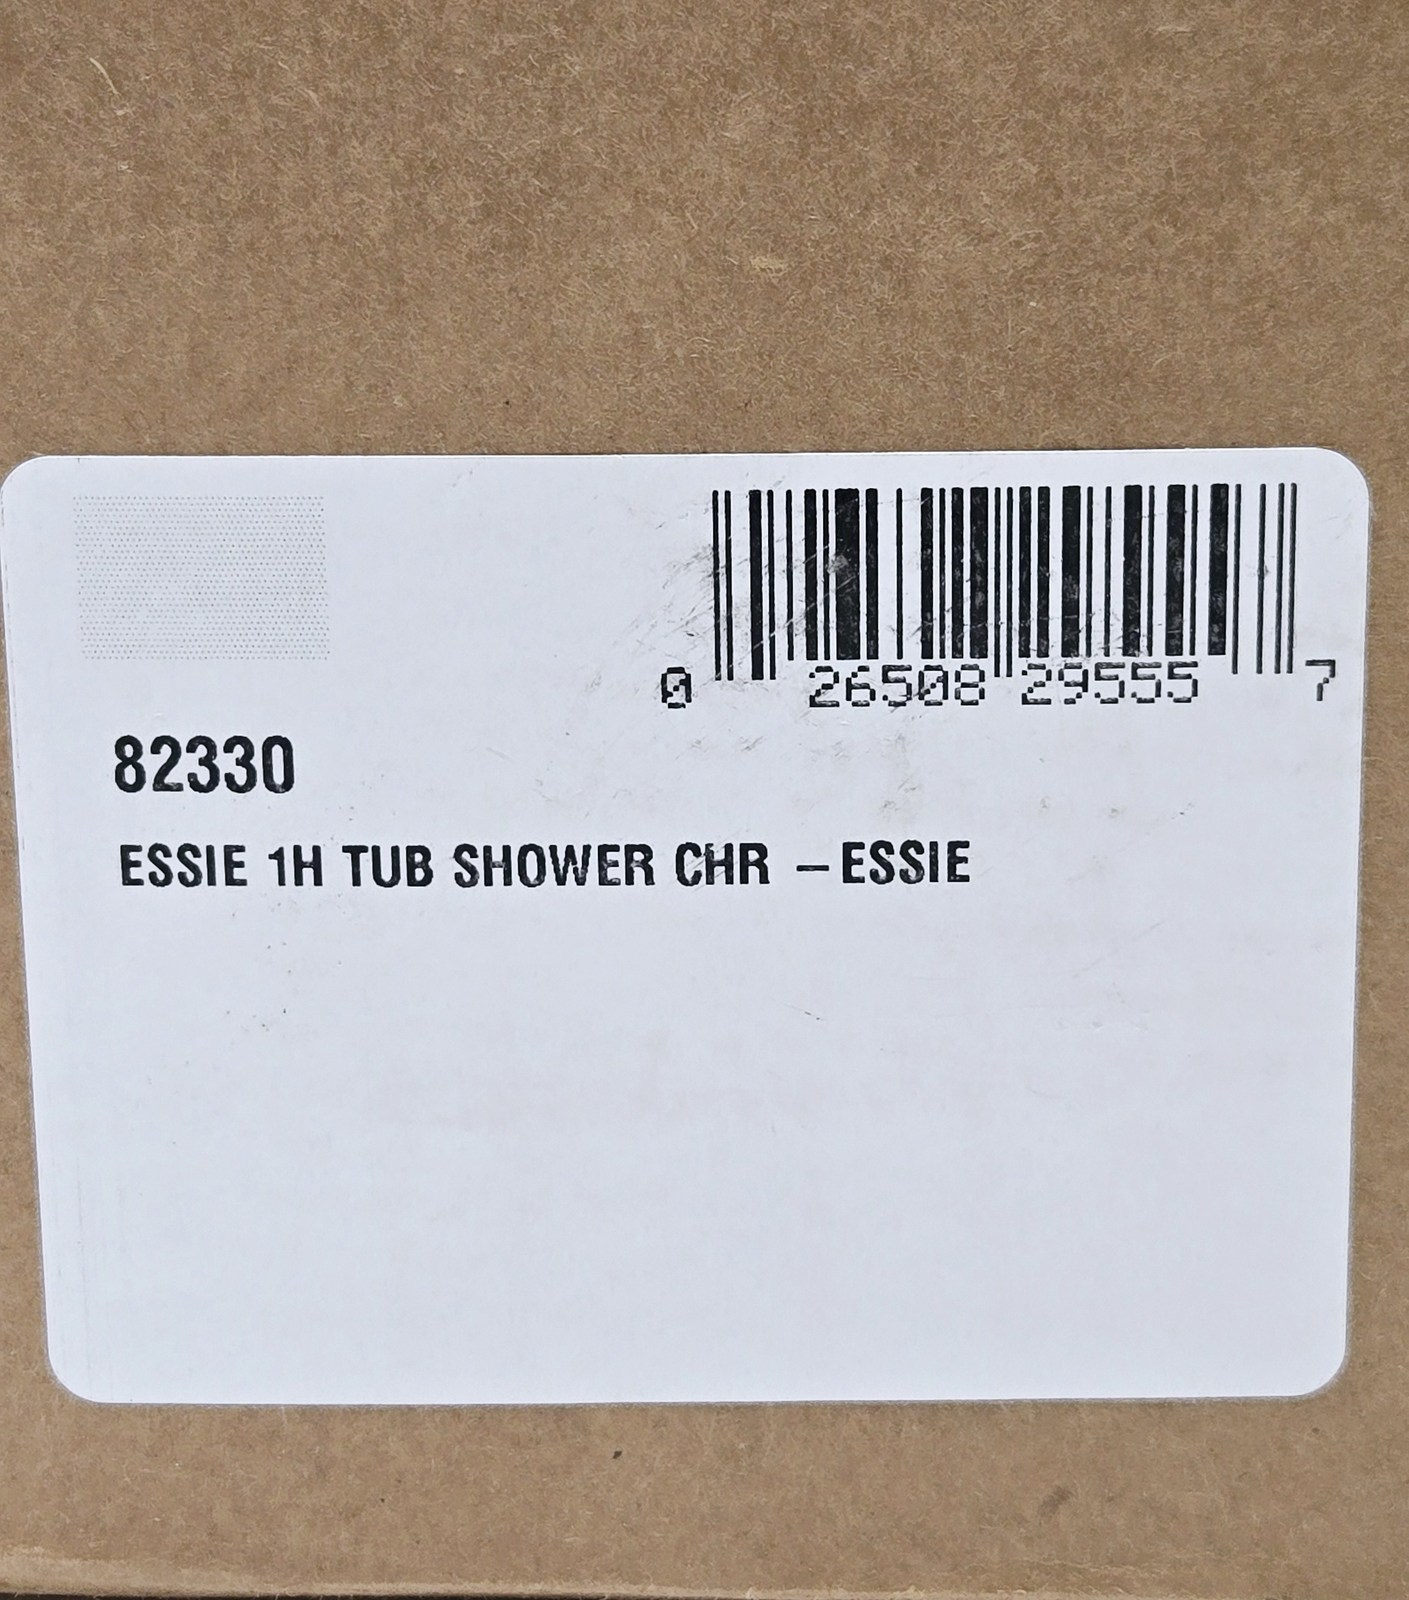 0 26508 29555 7
82330
ESSIE 1H TUB SHOWER CHR – ESSIE